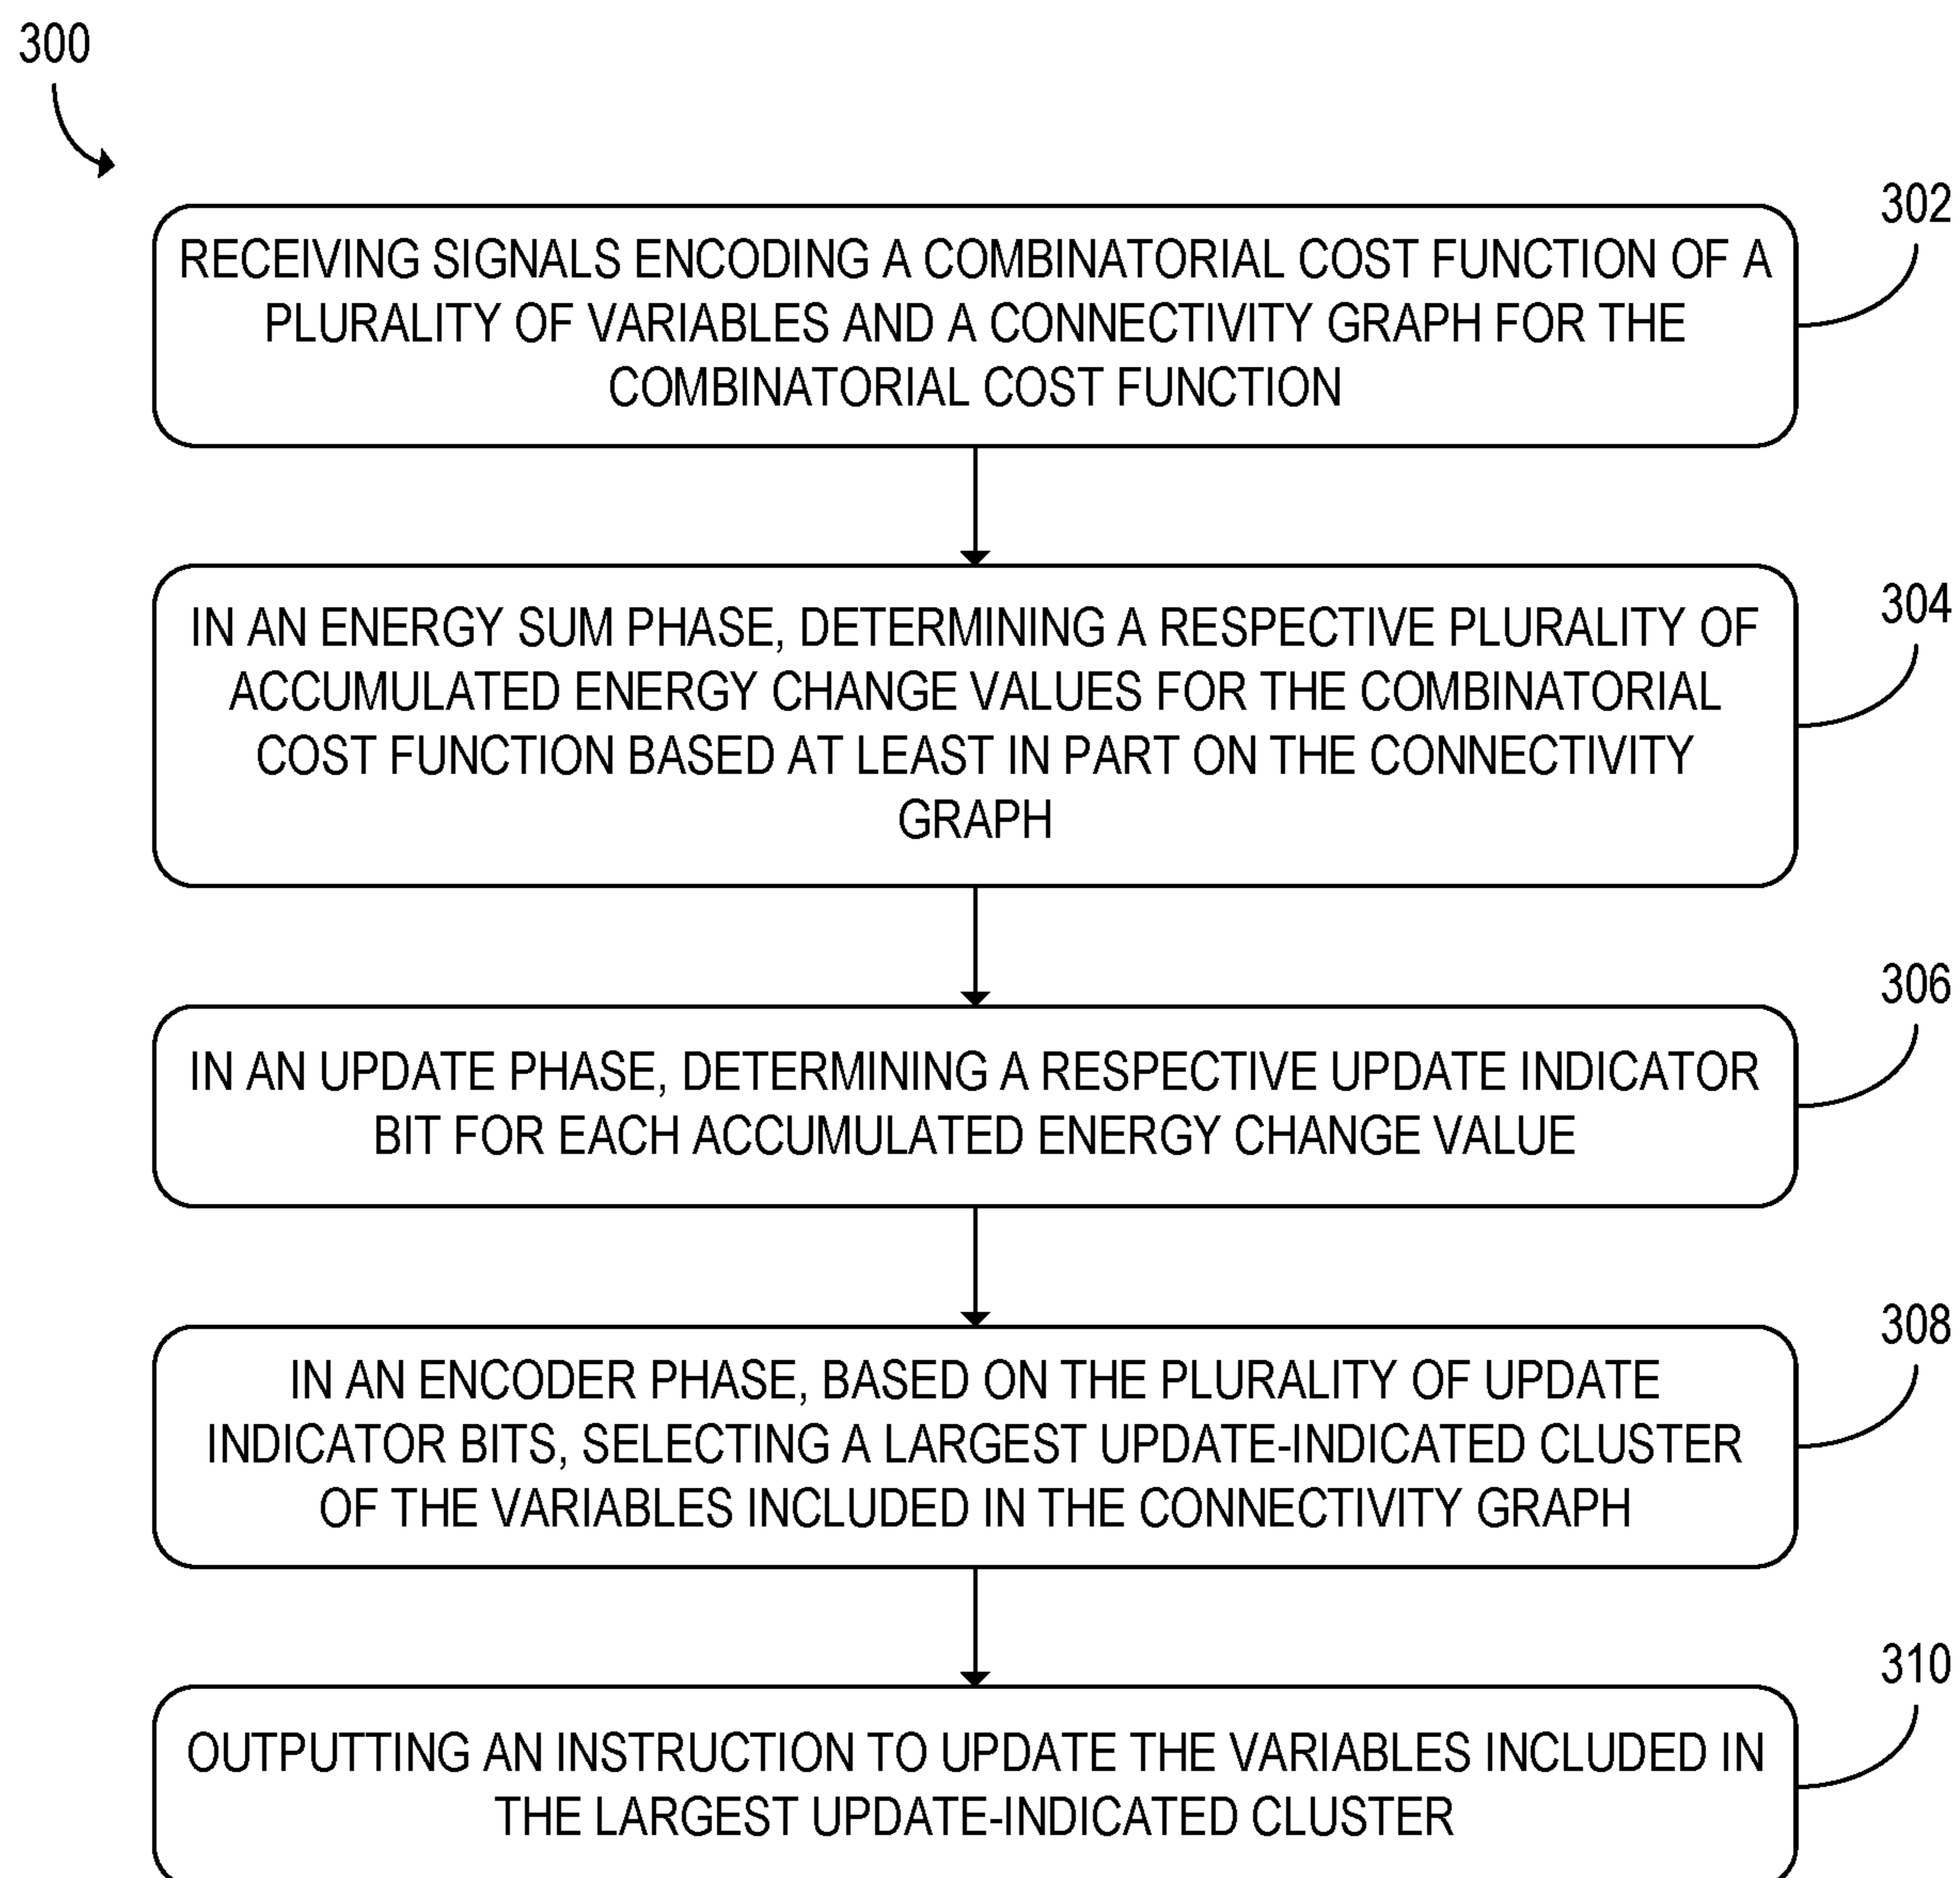 300
302
RECEIVING SIGNALS ENCODING A COMBINATORIAL COST FUNCTION OF A
PLURALITY OF VARIABLES AND A CONNECTIVITY GRAPH FOR THE
COMBINATORIAL COST FUNCTION
304
IN AN ENERGY SUM PHASE, DETERMINING A RESPECTIVE PLURALITY OF
ACCUMULATED ENERGY CHANGE VALUES FOR THE COMBINATORIAL
COST FUNCTION BASED AT LEAST IN PART ON THE CONNECTIVITY
GRAPH
306
IN AN UPDATE PHASE, DETERMINING A RESPECTIVE UPDATE INDICATOR
BIT FOR EACH ACCUMULATED ENERGY CHANGE VALUE
308
IN AN ENCODER PHASE, BASED ON THE PLURALITY OF UPDATE
INDICATOR BITS, SELECTING A LARGEST UPDATE-INDICATED CLUSTER
OF THE VARIABLES INCLUDED IN THE CONNECTIVITY GRAPH
310
OUTPUTTING AN INSTRUCTION TO UPDATE THE VARIABLES INCLUDED IN
THE LARGEST UPDATE-INDICATED CLUSTER